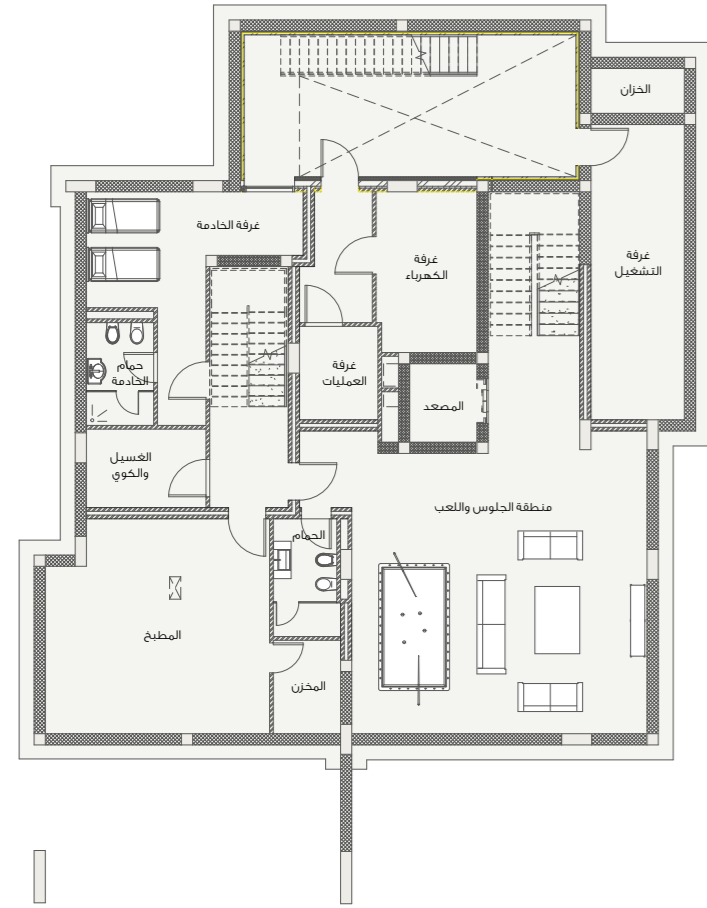 الخزان
غرفة الخادمة
غرفة
الكهرباء
غرفة
التشغيل
حمام
الخادمة
غرفة
العمليات
المصعد
الغسيل
والكوي
منطقة الجلوس واللعب
الحمام
المطبخ
المخزن